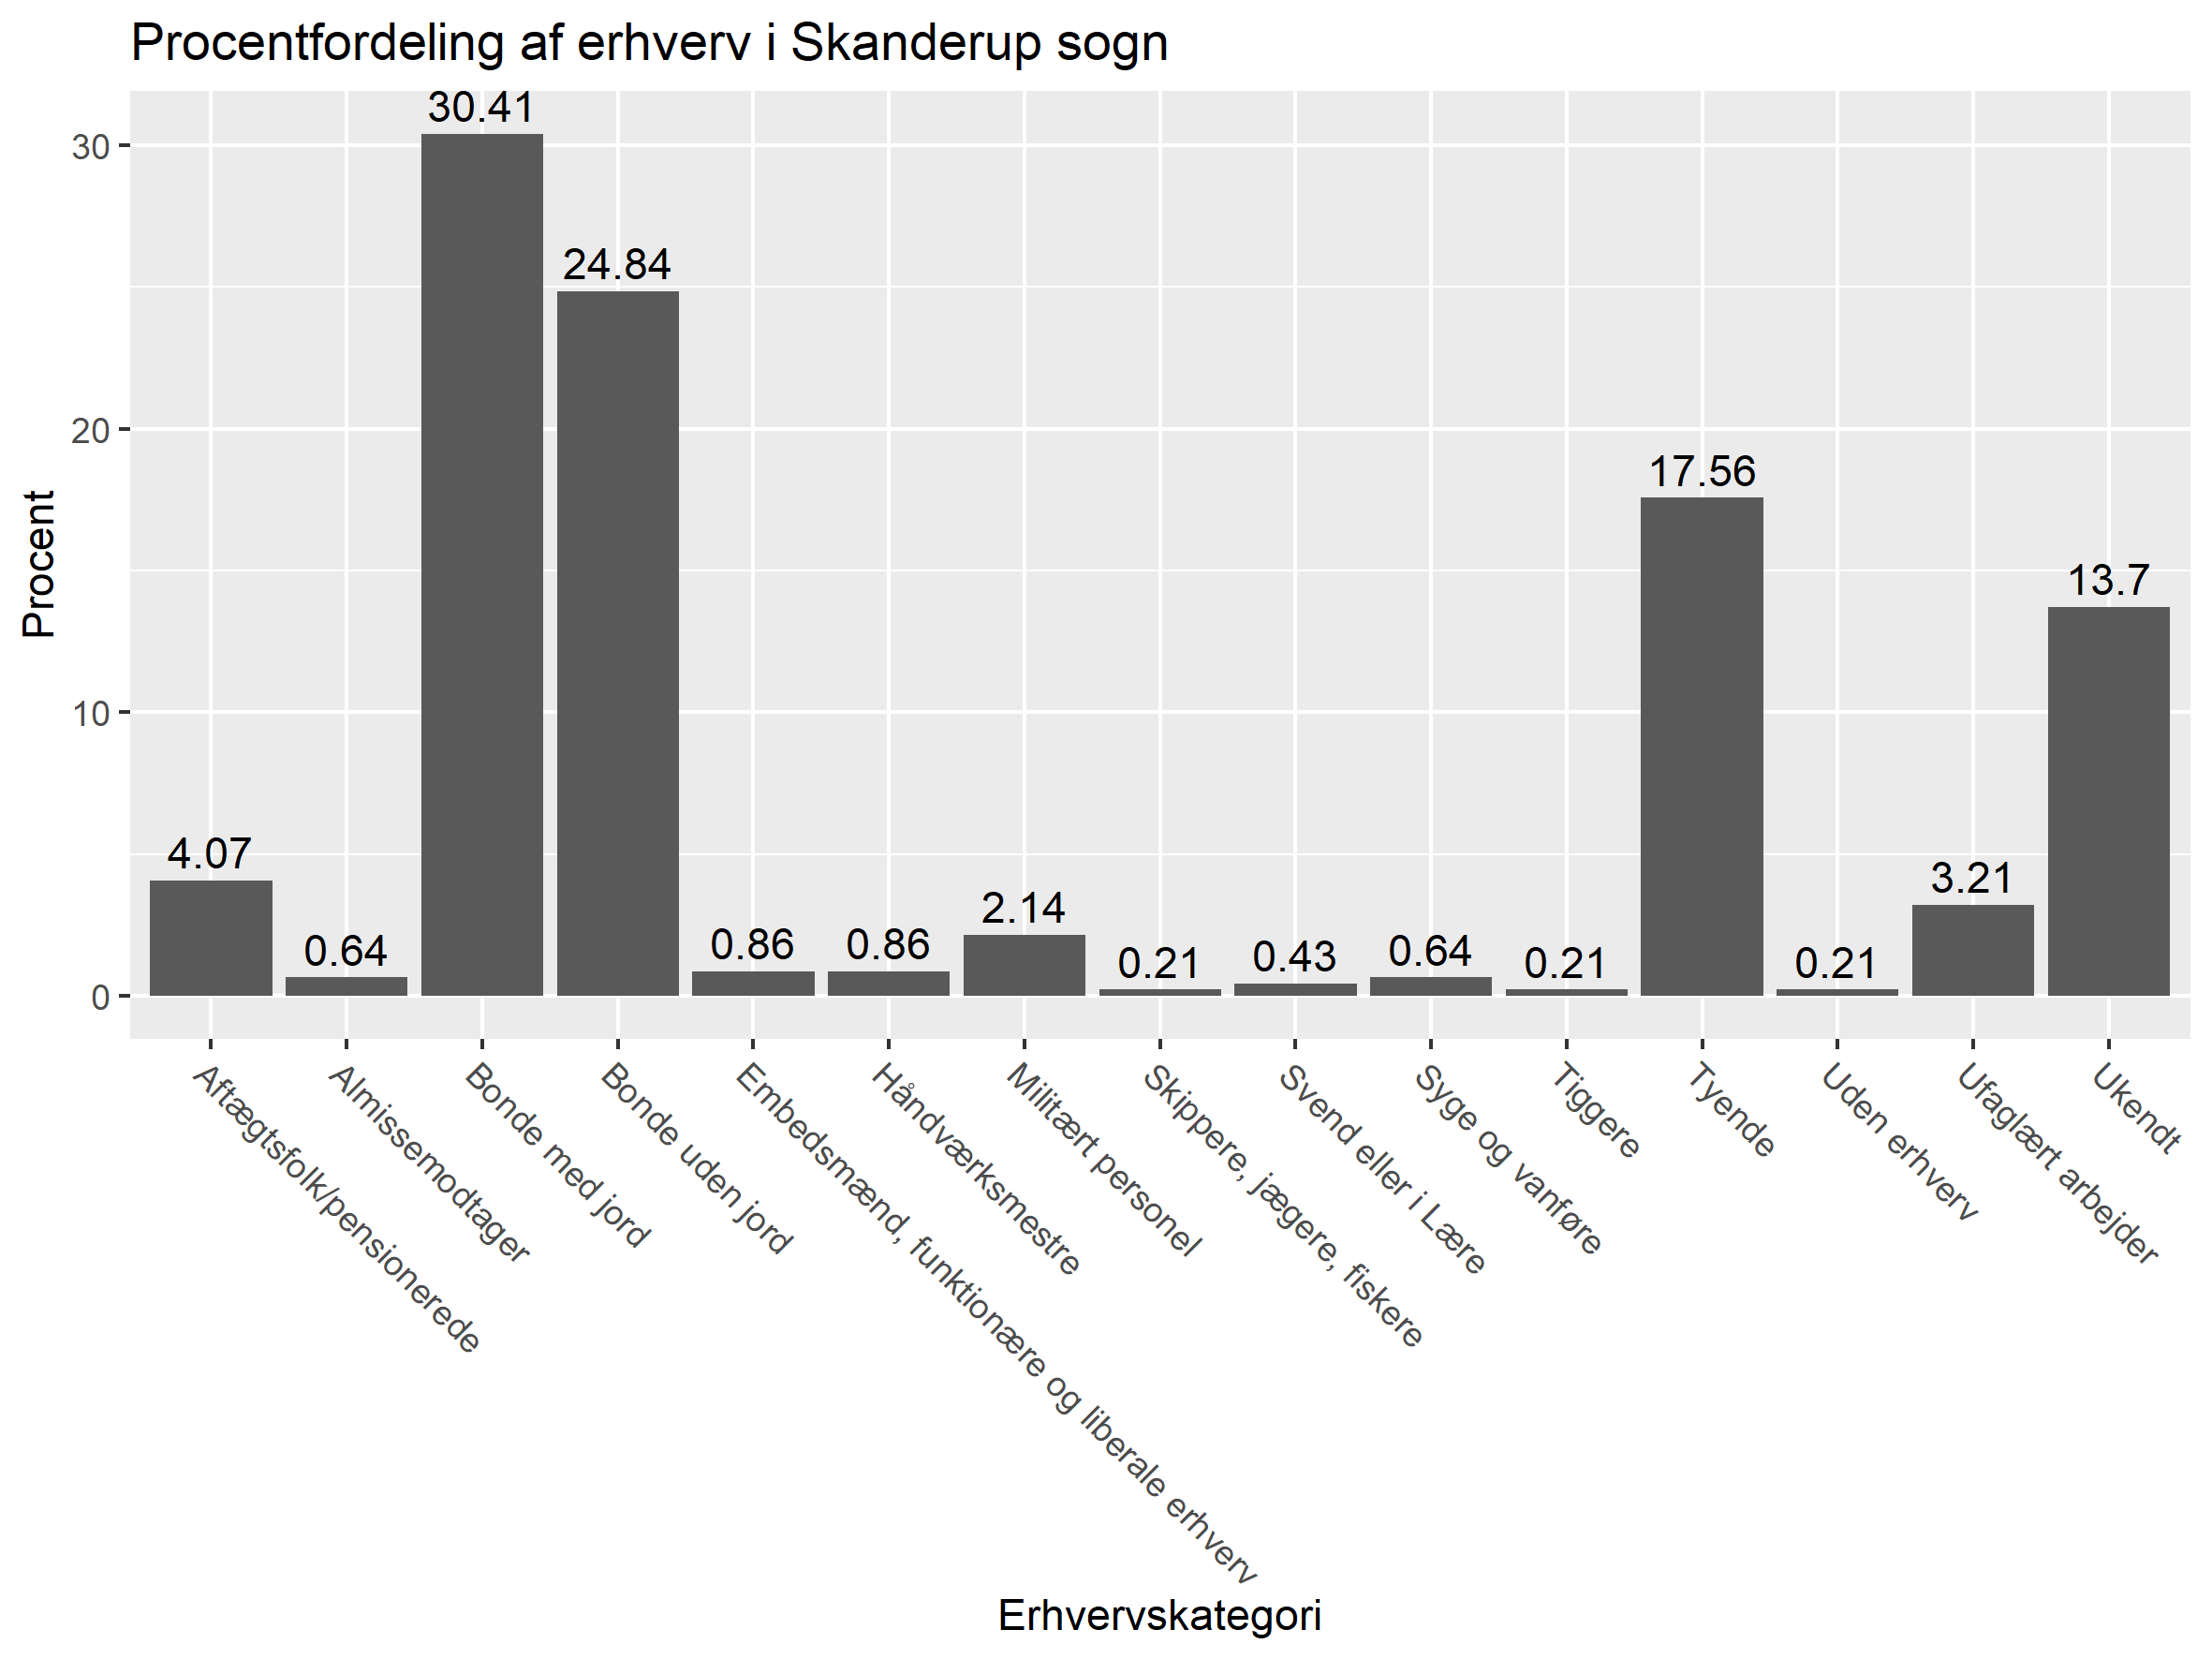 Procentfordeling af erhverv i Skanderup sogn
Procent
30
20
10
0
4.07
0.64
30.41
24.84
0.86
0.86
2.14
0.21
0.43
0.64
0.21
17.56
0.21
3.21
13.7
Aftægtsfolk/pensionerede
Almissemodtager
Bonde med jord
Bonde uden jord
Embedsmænd, funktionære og liberale erhverv
Håndværksmestre
Militært personel
Skippere, jægere, fiskere
Svend eller i Lære
Syge og vanføre
Tiggere
Tyende
Uden erhverv
Ufaglært arbejder
Ukendt
Erhvervskategori